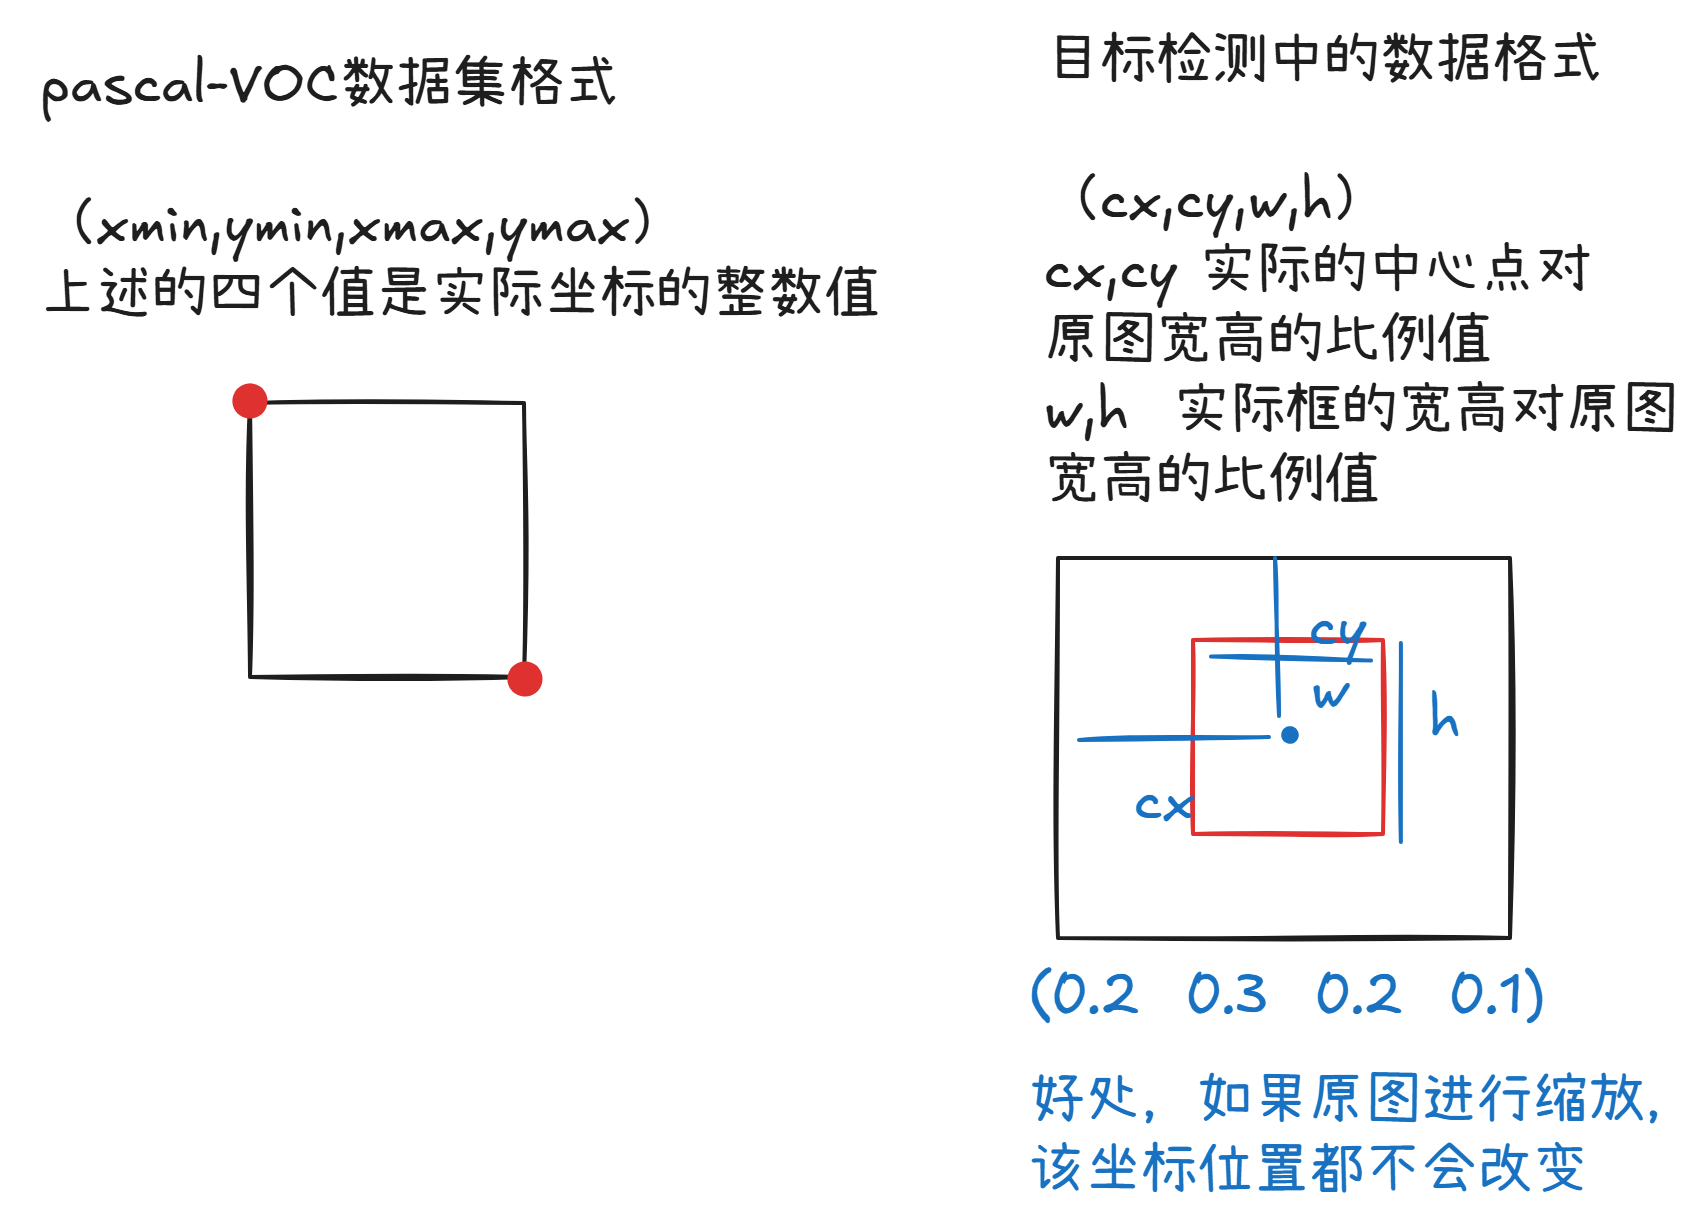 pascal-VOC数据集格式
（xmin,ymin,xmax,ymax）
上述的四个值是实际坐标的整数值
目标检测中的数据格式
（cx,cy,w,h）
cx,cy 实际的中心点对
原图宽高的比例值
w,h 实际框的宽高对原图
宽高的比例值
cy
w
h
cx
(0.2 0.3 0.2 0.1)
好处，如果原图进行缩放，
该坐标位置都不会改变